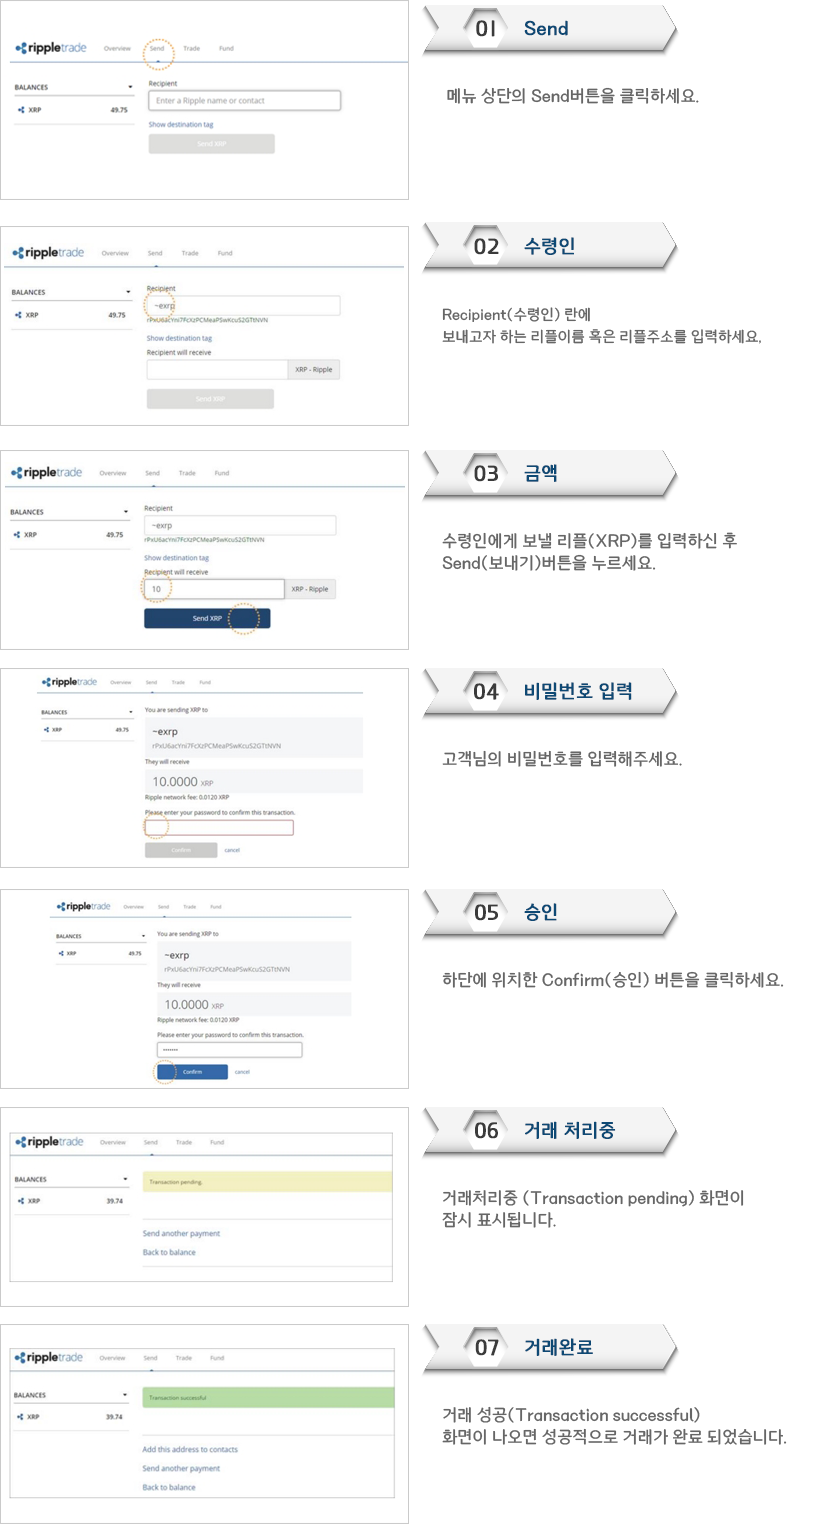 rippletrade
Overview Send Trade Fund
BALANCES
XRP 49.75
Recipient
Enter a Ripple name or contact
Show destination tag
Send XRP
01 Send
메뉴 상단의 Send버튼을 클릭하세요.
rippletrade
Overview Send Trade Fund
BALANCES
XRP 49.75
Recipient
~exrp
rPxU6acYni7FcXzPCMeaPSwKcuS2GTtNVN
Show destination tag
Recipient will receive
XRP - Ripple
Send XRP
02 수령인
Recipient(수령인) 란에
보내고자 하는 리플이름 혹은 리플주소를 입력하세요.
rippletrade
Overview Send Trade Fund
BALANCES
XRP 49.75
Recipient
~exrp
rPxU6acYni7FcXzPCMeaPSwKcuS2GTtNVN
Show destination tag
Recipient will receive
10 XRP - Ripple
Send XRP
03 금액
수령인에게 보낼 리플(XRP)를 입력하신 후
Send(보내기)버튼을 누르세요.
rippletrade
Overview Send Trade Fund
BALANCES
XRP 49.75
You are sending XRP to
~exrp
rPxU6acYni7FcXzPCMeaPSwKcuS2GTtNVN
They will receive
10.0000 XRP
Ripple network fee: 0.0120 XRP
Please enter your password to confirm this transaction.
Confirm cancel
04 비밀번호 입력
고객님의 비밀번호를 입력해주세요.
rippletrade
Overview Send Trade Fund
BALANCES
XRP 49.75
You are sending XRP to
~exrp
rPxU6acYni7FcXzPCMeaPSwKcuS2GTtNVN
They will receive
10.0000 XRP
Ripple network fee: 0.0120 XRP
Please enter your password to confirm this transaction.
•••••••
Confirm cancel
05 승인
하단에 위치한 Confirm(승인) 버튼을 클릭하세요.
rippletrade
Overview Send Trade Fund
BALANCES
XRP 39.74
Transaction pending.
Send another payment
Back to balance
06 거래 처리중
거래처리중 (Transaction pending) 화면이
잠시 표시됩니다.
rippletrade
Overview Send Trade Fund
BALANCES
XRP 39.74
Transaction successful
Add this address to contacts
Send another payment
Back to balance
07 거래완료
거래 성공(Transaction successful)
화면이 나오면 성공적으로 거래가 완료 되었습니다.